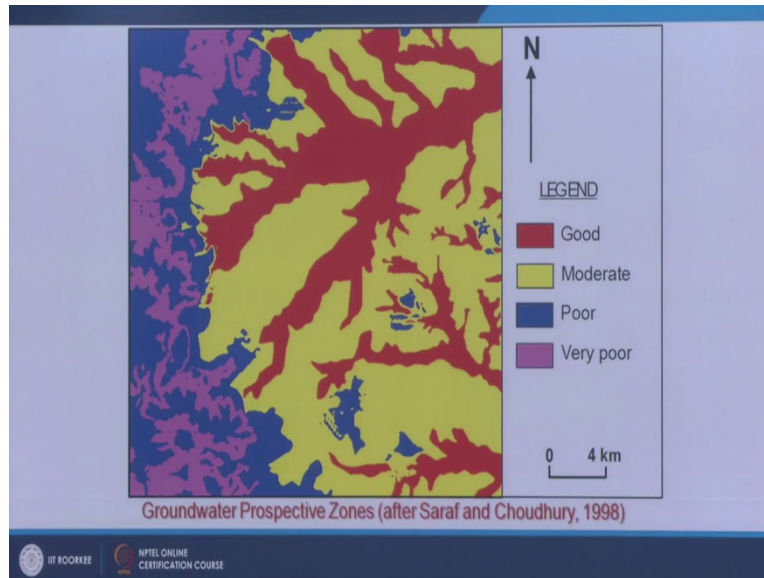 N
LEGEND
Good
Moderate
Poor
Very poor
0 4 km
Groundwater Prospective Zones (after Saraf and Choudhury, 1998)
IIT ROORKEE
NPTEL ONLINE
CERTIFICATION COURSE